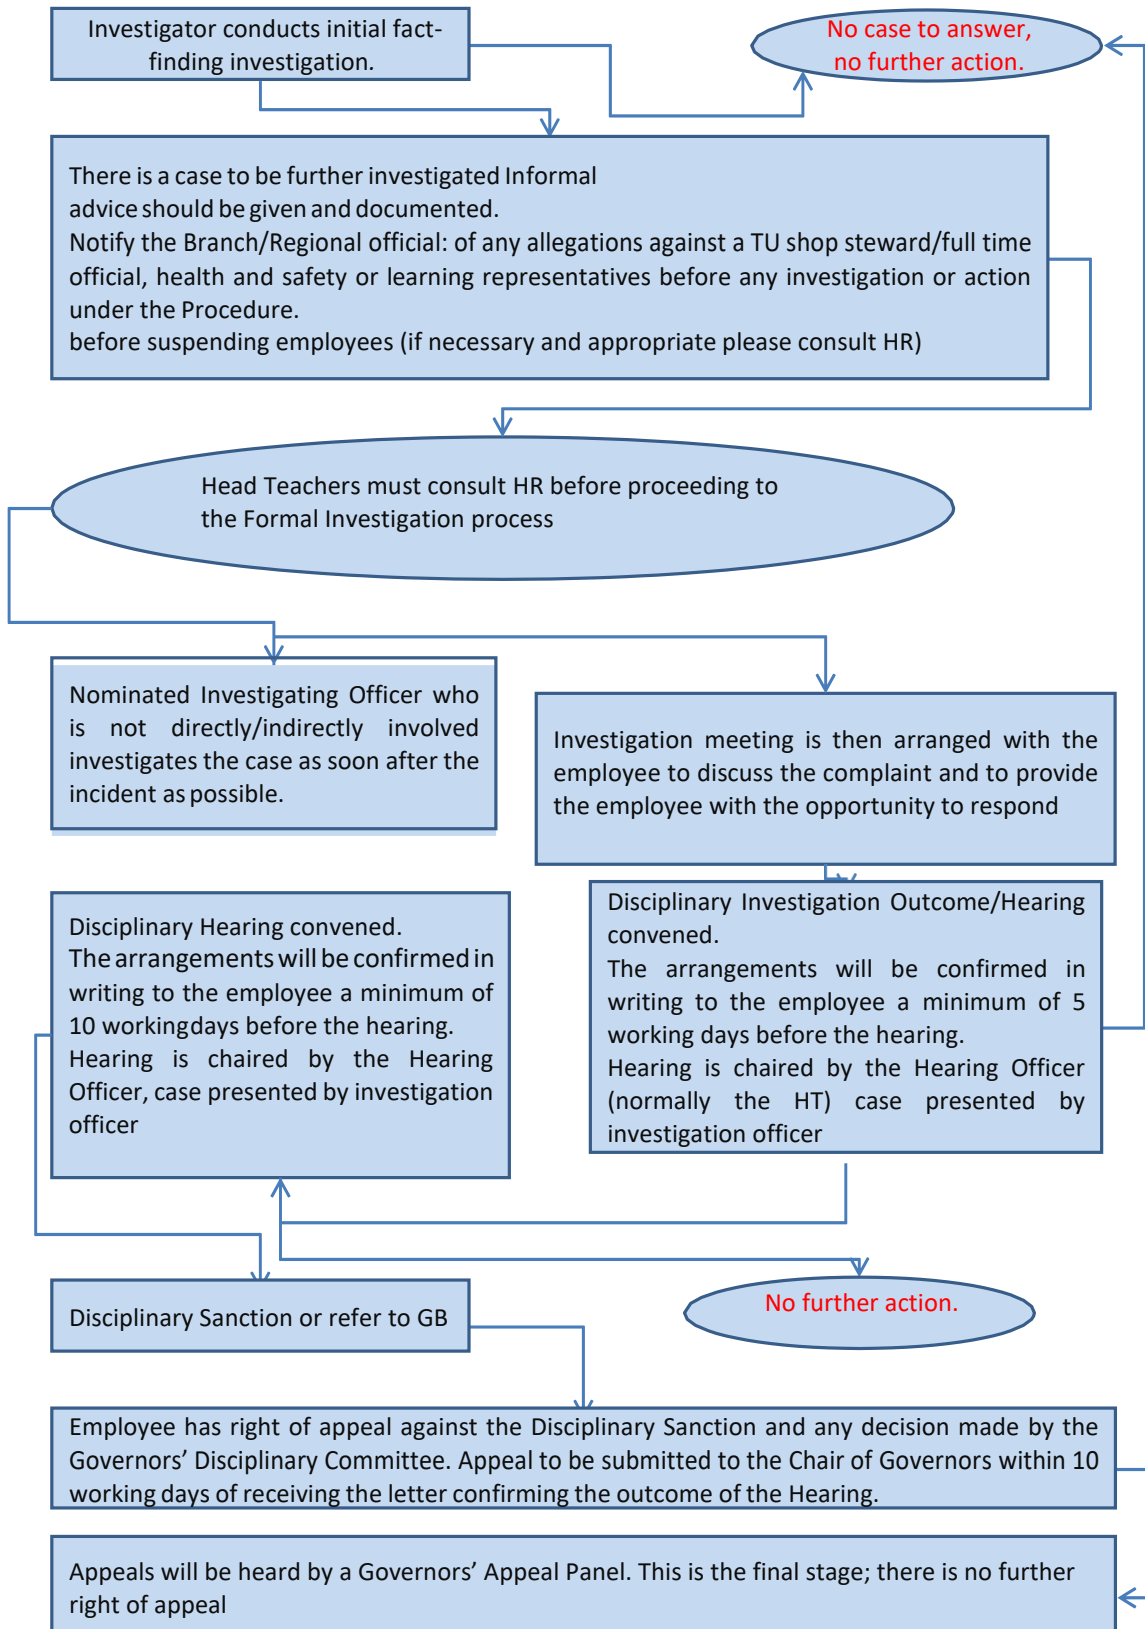 Investigator conducts initial fact-
finding investigation.
No case to answer,
no further action.
There is a case to be further investigated Informal
advice should be given and documented.
Notify the Branch/Regional official: of any allegations against a TU shop steward/full time
official, health and safety or learning representatives before any investigation or action
under the Procedure.
before suspending employees (if necessary and appropriate please consult HR)
Head Teachers must consult HR before proceeding to
the Formal Investigation process
Nominated Investigating Officer who
is not directly/indirectly involved
investigates the case as soon after the
incident as possible.
Investigation meeting is then arranged with the
employee to discuss the complaint and to provide
the employee with the opportunity to respond
Disciplinary Hearing convened.
The arrangements will be confirmed in
writing to the employee a minimum of
10 workingdays before the hearing.
Hearing is chaired by the Hearing
Officer, case presented by investigation
officer
Disciplinary Investigation Outcome/Hearing
convened.
The arrangements will be confirmed in
writing to the employee a minimum of 5
working days before the hearing.
Hearing is chaired by the Hearing Officer
(normally the HT) case presented by
investigation officer
Disciplinary Sanction or refer to GB
No further action.
Employee has right of appeal against the Disciplinary Sanction and any decision made by the
Governors’ Disciplinary Committee. Appeal to be submitted to the Chair of Governors within 10
working days of receiving the letter confirming the outcome of the Hearing.
Appeals will be heard by a Governors’ Appeal Panel. This is the final stage; there is no further
right of appeal